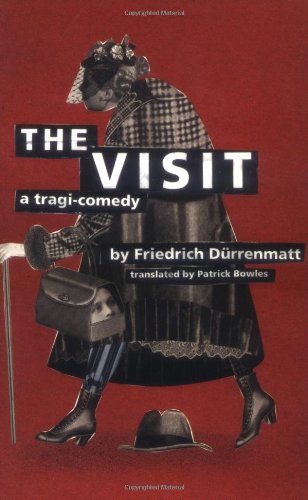 THE
VISIT
a tragi-comedy
by Friedrich Dürrenmatt
translated by Patrick Bowles